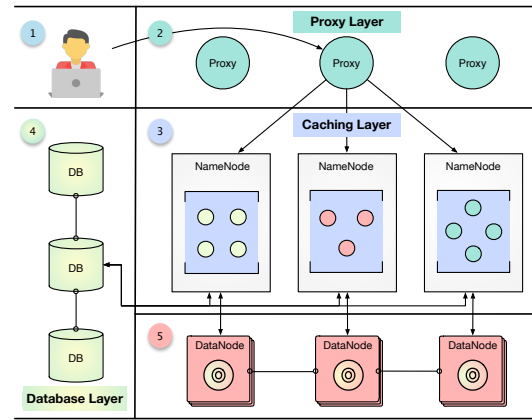 1
2
Proxy Layer
Proxy
Proxy
Proxy
4
3
Caching Layer
DB
DB
DB
Database Layer
NameNode
NameNode
NameNode
5
DataNode
DataNode
DataNode